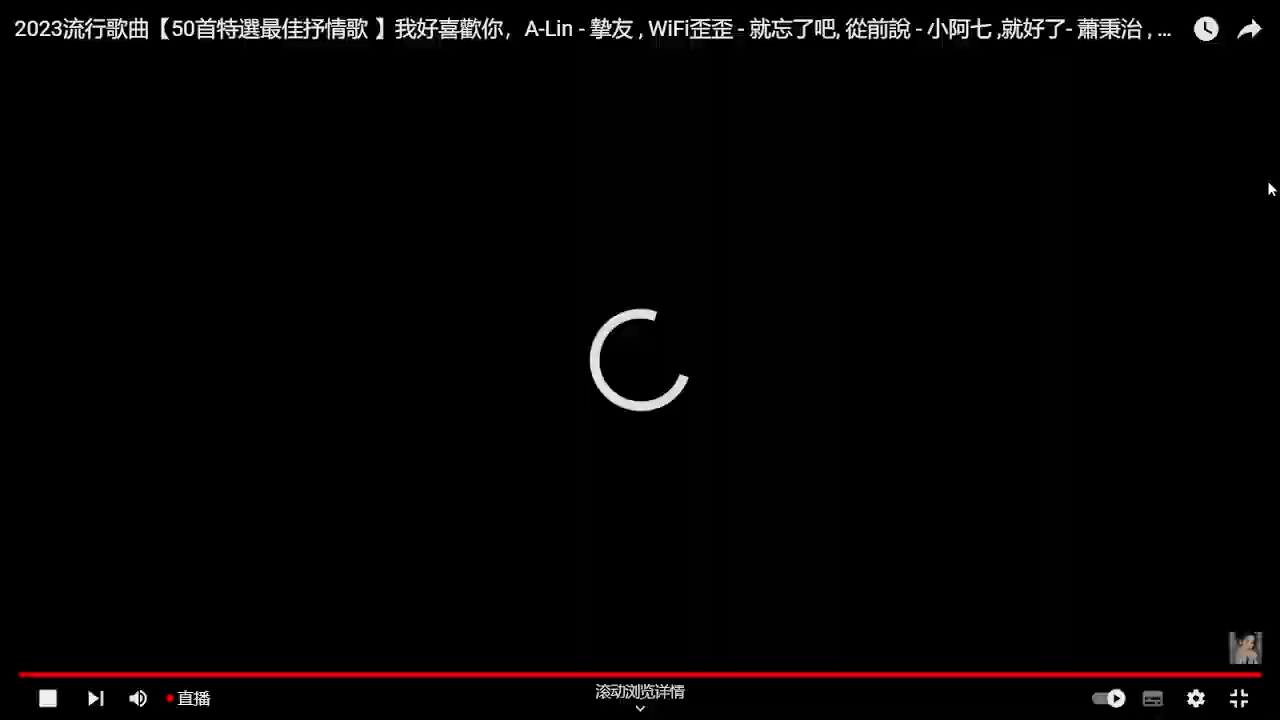 2023流行歌曲【50首特選最佳抒情歌 】我好喜歡你，A-Lin - 摯友 , WiFi歪歪 - 就忘了吧, 從前說 - 小阿七 ,就好了- 蕭秉治 , ...
直播
滚动浏览详情